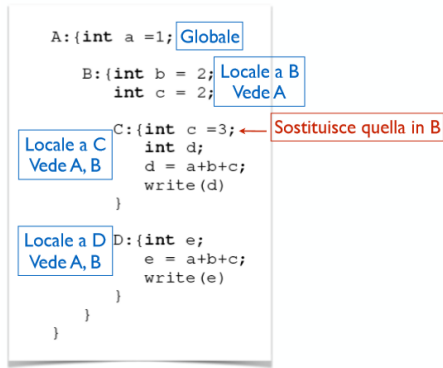 A:{int a =1; Globale
B:{int b = 2; Locale a B
int c = 2; Vede A
C:{int c =3; Sostituisce quella in B
Locale a C
Vede A, B
int d;
d = a+b+c;
write(d)
}
Locale a D
Vede A, B
D:{int e;
e = a+b+c;
write(e)
}
}
}